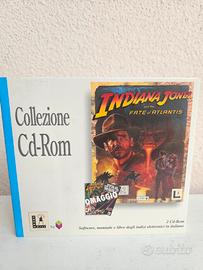 Collezione
Cd-Rom
INDIANA JONES
and the
FATE of ATLANTIS
OMAGGIO
2 Cd-Rom
Software, manuale e libro degli indizi elettronici in italiano
subito